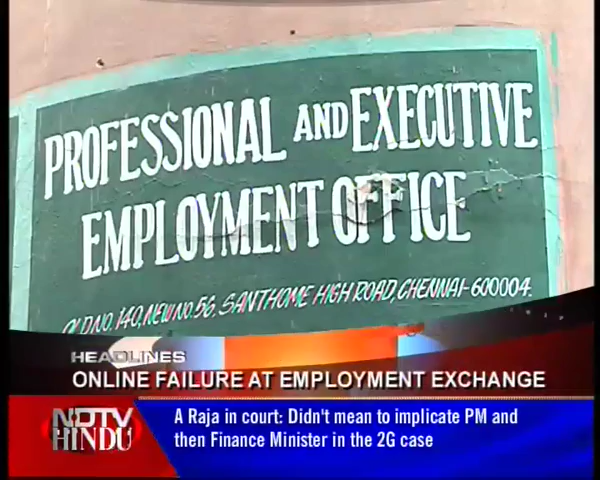 PROFESSIONAL AND EXECUTIVE
EMPLOYMENT OFFICE
OLD NO. 140, NEW NO. 56, SANTHOME HIGH ROAD, CHENNAI-600004.
HEADLINES
ONLINE FAILURE AT EMPLOYMENT EXCHANGE
NDTV
HINDU
A Raja in court: Didn't mean to implicate PM and
then Finance Minister in the 2G case